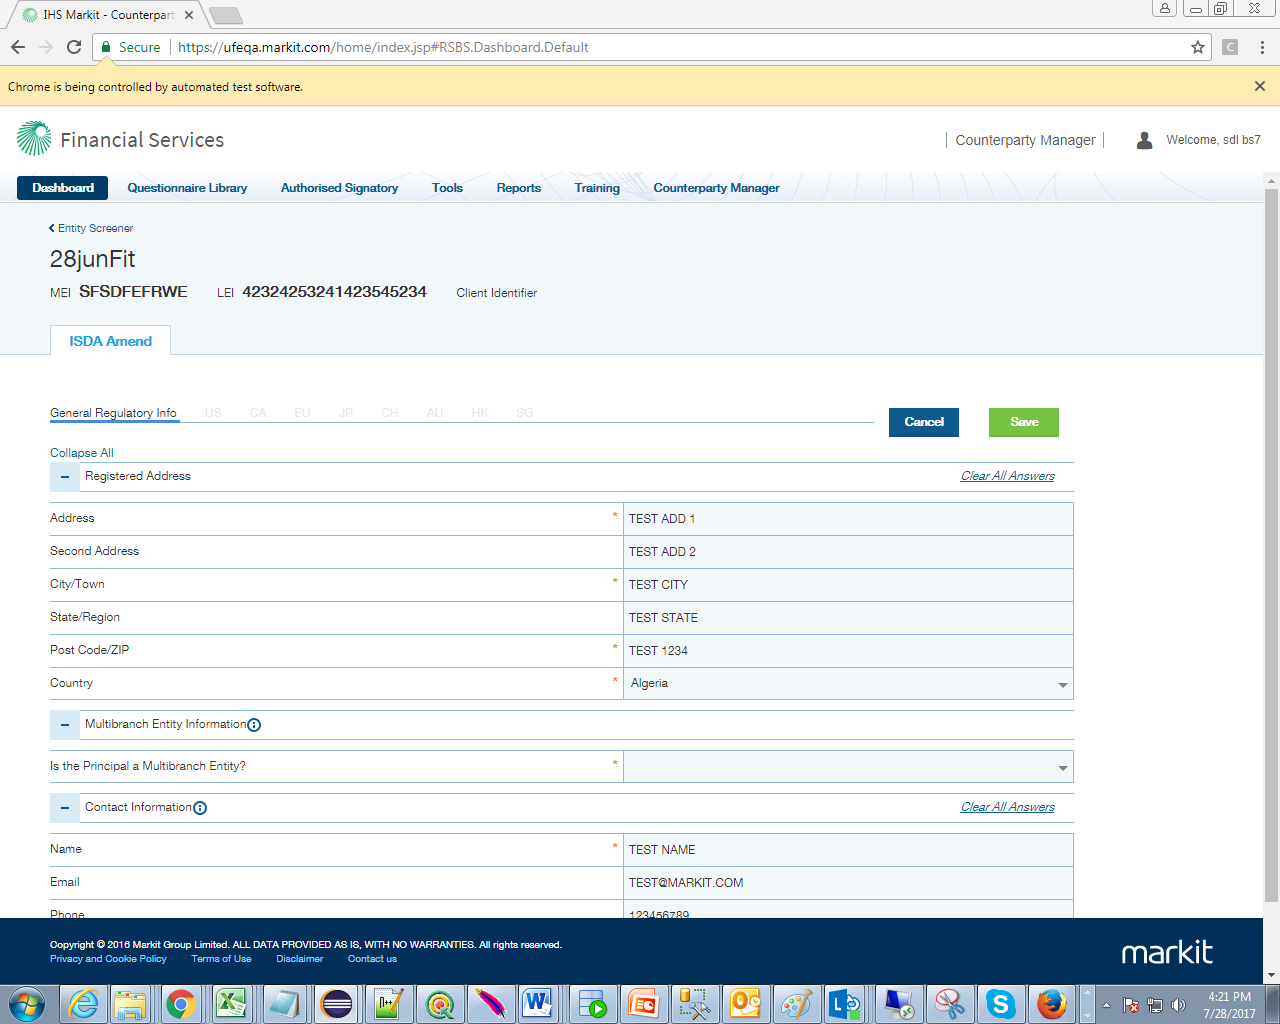 IHS Markit - Counterpart
Secure https://ufeqa.markit.com/home/index.jsp#RSBS.Dashboard.Default
Chrome is being controlled by automated test software.
Financial Services
Counterparty Manager
Welcome, sdl bs7
Dashboard Questionnaire Library Authorised Signatory Tools Reports Training Counterparty Manager
Entity Screener
28junFit
MEI SFSDFEFRWE LEI 42324253241423545234 Client Identifier
ISDA Amend
General Regulatory Info US CA EU JP CH AU HK SG
Cancel Save
Collapse All
Registered Address Clear All Answers
Address * TEST ADD 1
Second Address TEST ADD 2
City/Town * TEST CITY
State/Region TEST STATE
Post Code/ZIP * TEST 1234
Country * Algeria
Multibranch Entity Information
Is the Principal a Multibranch Entity? *
Contact Information Clear All Answers
Name * TEST NAME
Email TEST@MARKIT.COM
Phone 123456789
Copyright © 2016 Markit Group Limited. ALL DATA PROVIDED AS IS, WITH NO WARRANTIES. All rights reserved.
Privacy and Cookie Policy Terms of Use Disclaimer Contact us
markit
4:21 PM
7/28/2017